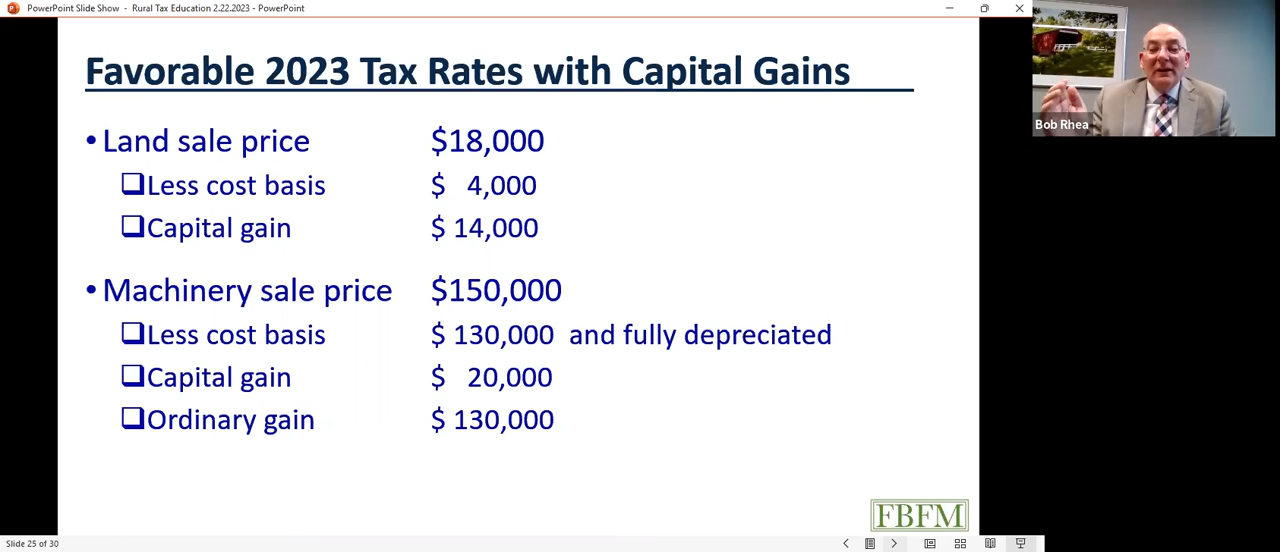 PowerPoint Slide Show - Rural Tax Education 2.22.2023 - PowerPoint
Favorable 2023 Tax Rates with Capital Gains
• Land sale price $18,000
❑Less cost basis $ 4,000
❑Capital gain $ 14,000
• Machinery sale price $150,000
❑Less cost basis $ 130,000 and fully depreciated
❑Capital gain $ 20,000
❑Ordinary gain $ 130,000
FBFM
Slide 25 of 30
Bob Rhea